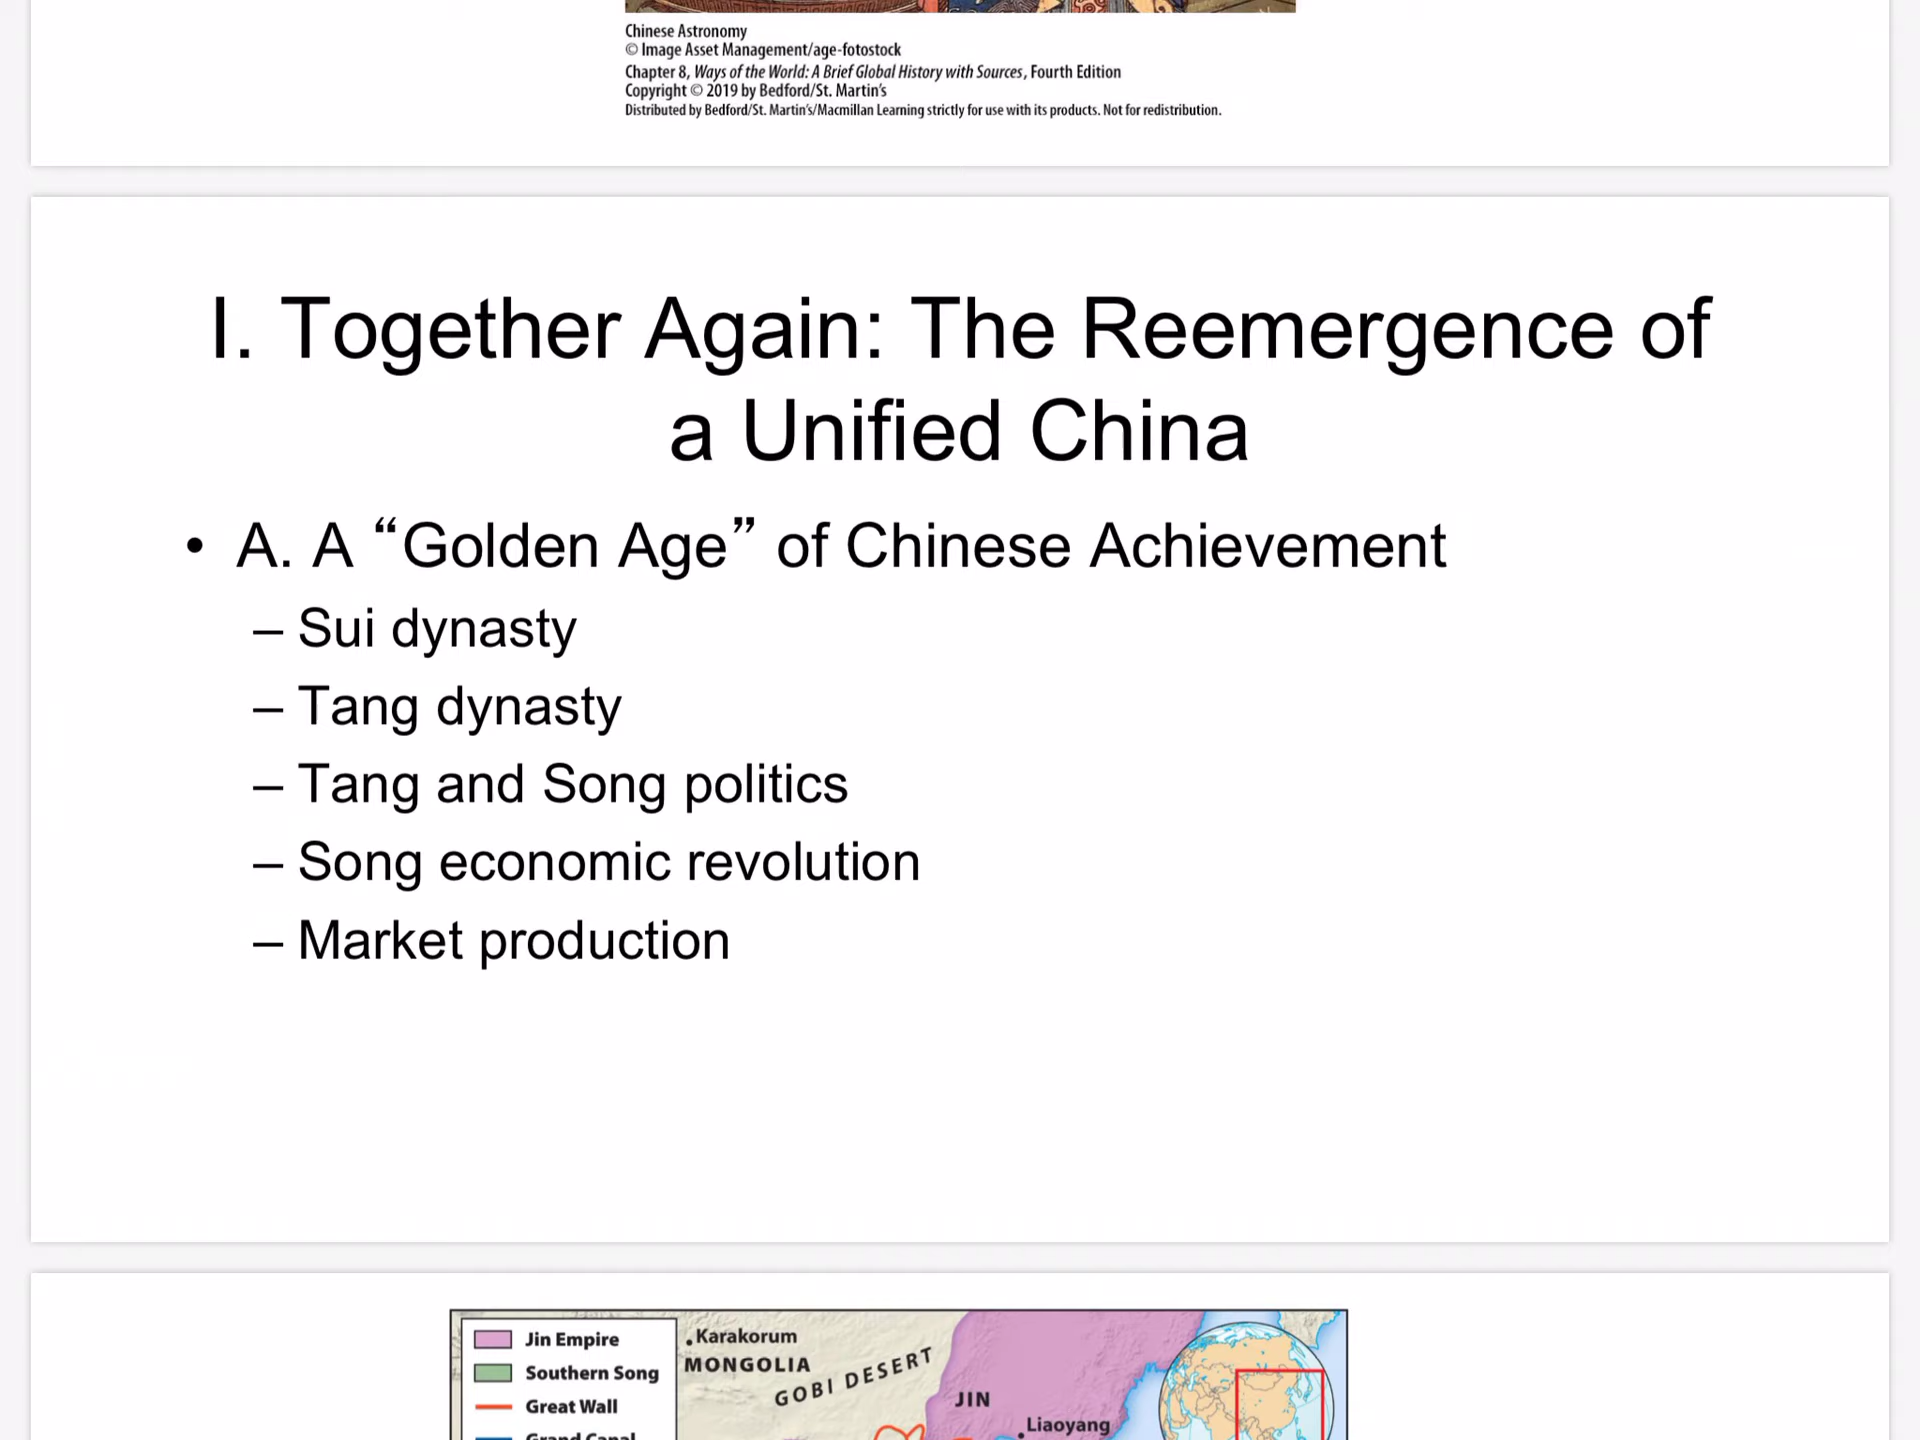 Chinese Astronomy
© Image Asset Management/age-fotostock
Chapter 8, Ways of the World: A Brief Global History with Sources, Fourth Edition
Copyright © 2019 by Bedford/St. Martin's
Distributed by Bedford/St. Martin's/Macmillan Learning strictly for use with its products. Not for redistribution.
I. Together Again: The Reemergence of
a Unified China
• A. A “Golden Age” of Chinese Achievement
– Sui dynasty
– Tang dynasty
– Tang and Song politics
– Song economic revolution
– Market production
Jin Empire
Southern Song
Great Wall
Grand Canal
Karakorum
MONGOLIA
GOBI DESERT
JIN
Liaoyang